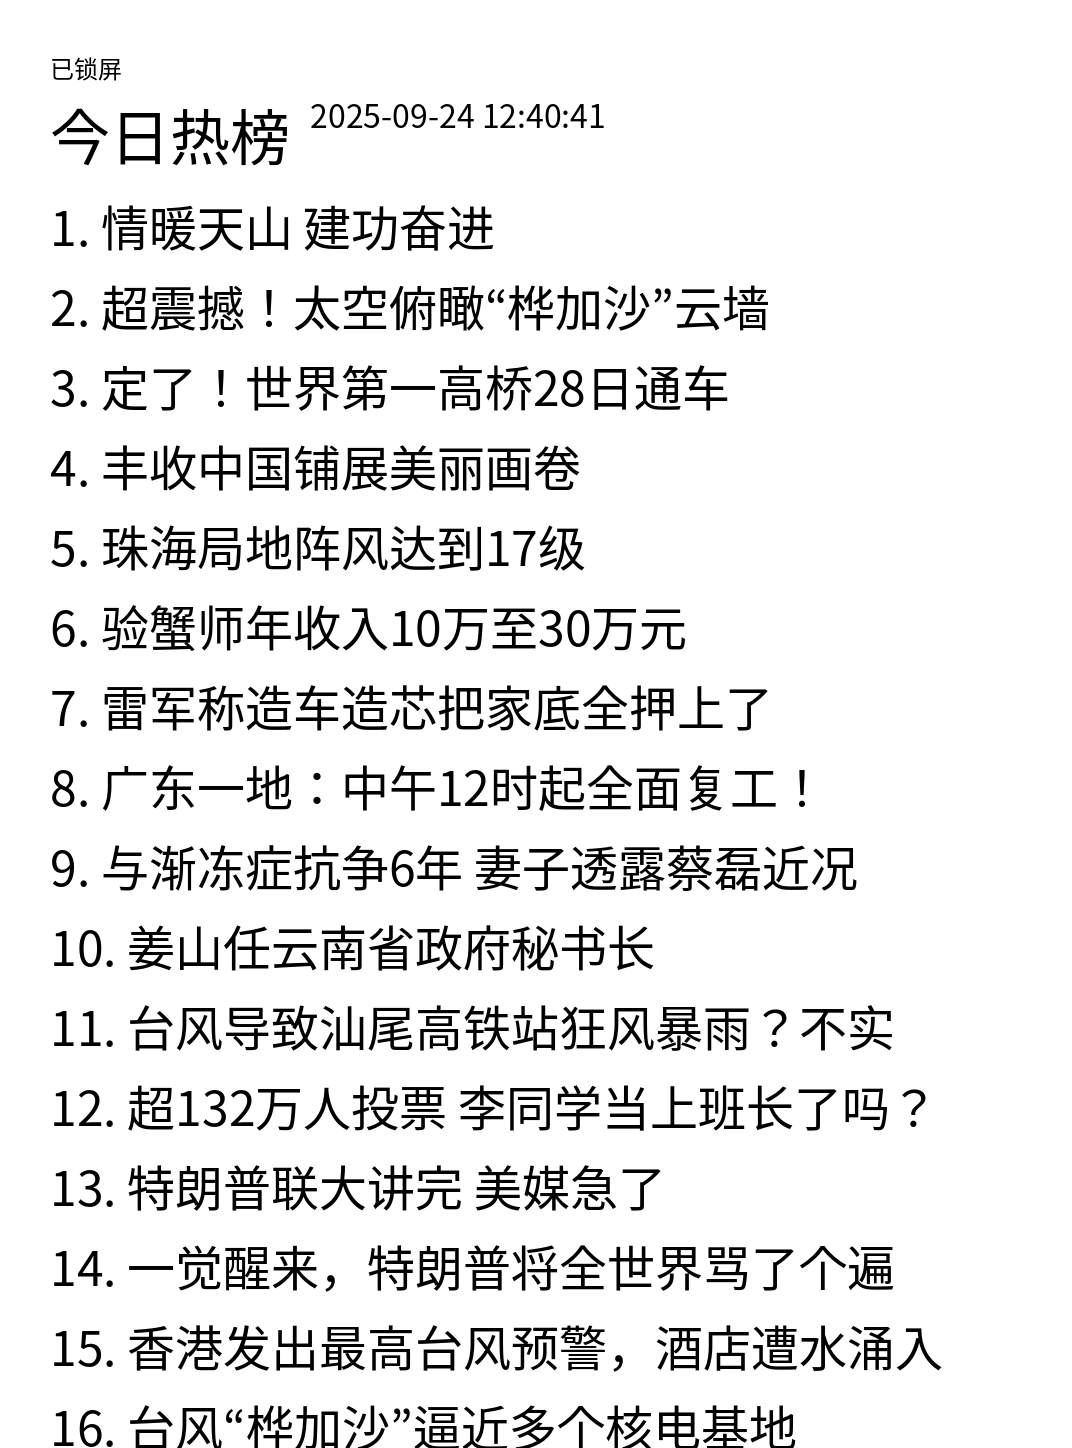 已锁屏
今日热榜 2025-09-24 12:40:41
1. 情暖天山 建功奋进
2. 超震撼！太空俯瞰“桦加沙”云墙
3. 定了！世界第一高桥28日通车
4. 丰收中国铺展美丽画卷
5. 珠海局地阵风达到17级
6. 验蟹师年收入10万至30万元
7. 雷军称造车造芯把家底全押上了
8. 广东一地：中午12时起全面复工！
9. 与渐冻症抗争6年 妻子透露蔡磊近况
10. 姜山任云南省政府秘书长
11. 台风导致汕尾高铁站狂风暴雨？不实
12. 超132万人投票 李同学当上班长了吗？
13. 特朗普联大讲完 美媒急了
14. 一觉醒来，特朗普将全世界骂了个遍
15. 香港发出最高台风预警，酒店遭水涌入
16. 台风“桦加沙”逼近多个核电基地